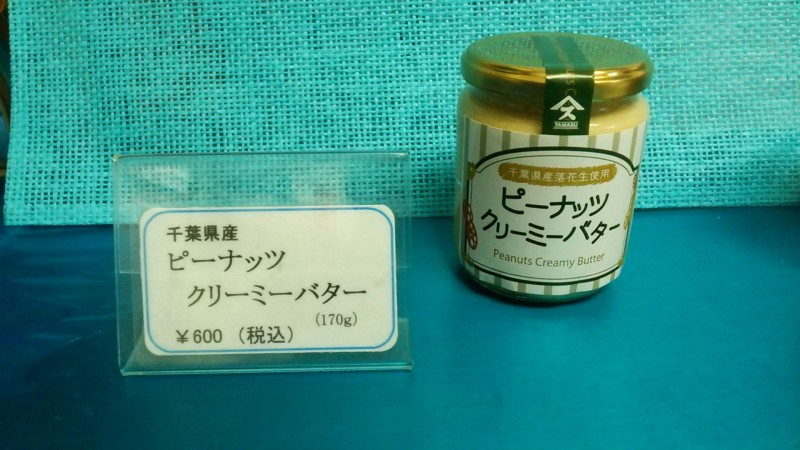 千葉県産
ピーナッツ
クリーミーバター
(170g)
¥600 (税込)
ス
YAMASU
千葉県産落花生使用
ピーナッツ
クリーミーバター
Peanuts Creamy Butter